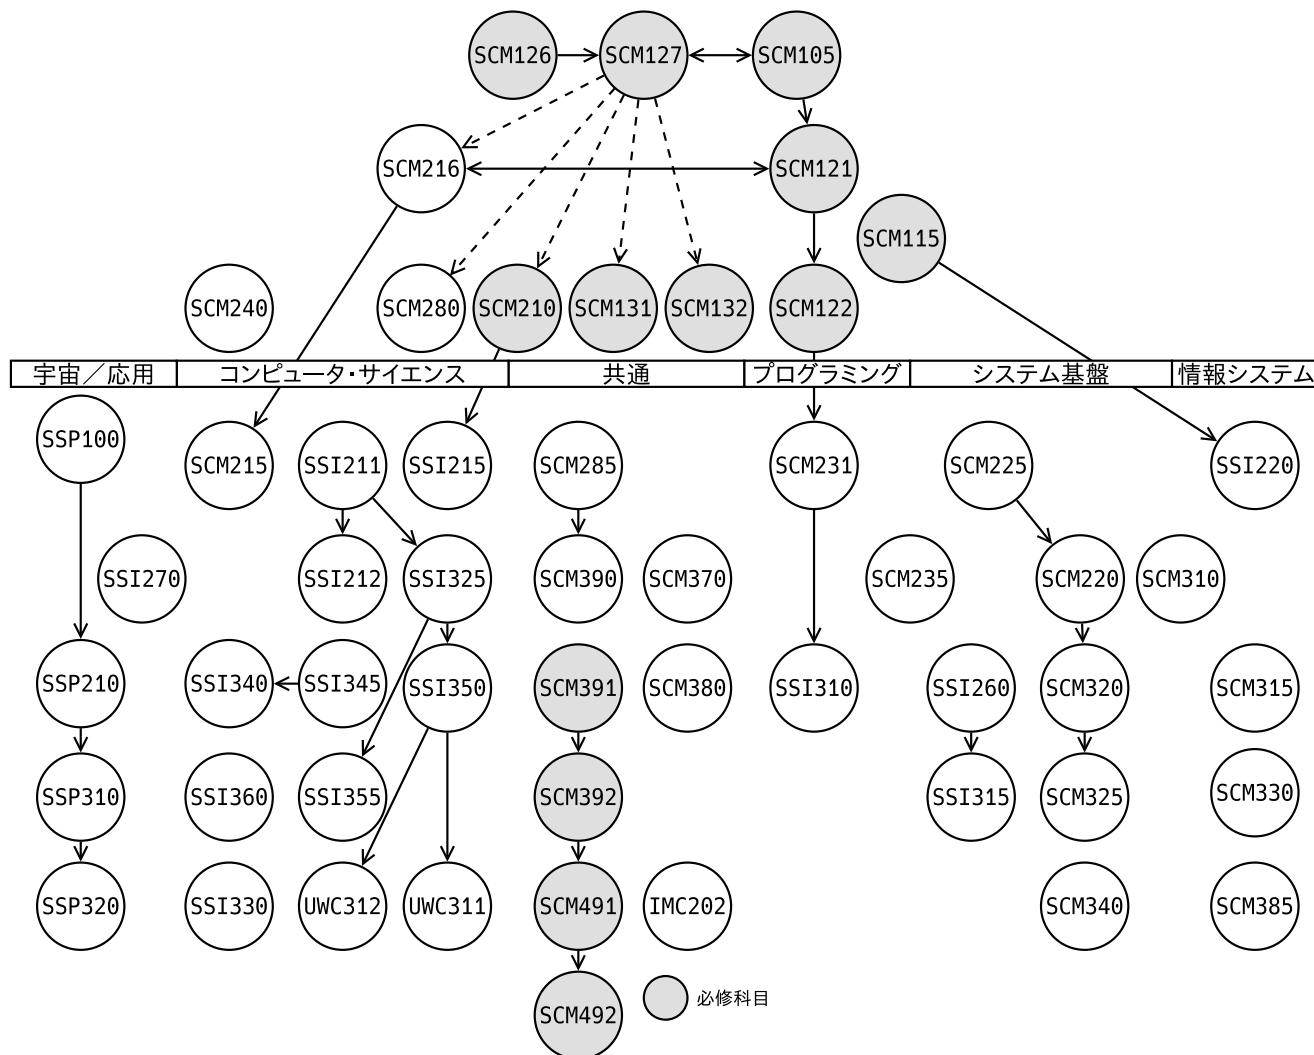 SCM126 SCM127 SCM105
SCM216 SCM121
SCM115
SCM240 SCM280 SCM210 SCM131 SCM132 SCM122
宇宙／応用 コンピュータ・サイエンス 共通 プログラミング システム基盤 情報システム
SSP100
SCM215 SSI211 SSI215 SCM285 SCM231 SCM225 SSI220
SSI270 SSI212 SSI325 SCM390 SCM370 SCM235 SCM220 SCM310
SSP210 SSI340 SSI345 SSI350 SCM391 SCM380 SSI310 SSI260 SCM320 SCM315
SSP310 SSI360 SSI355 SCM392 SSI315 SCM325 SCM330
SSP320 SSI330 UWC312 UWC311 SCM491 IMC202 SCM340 SCM385
SCM492 必修科目